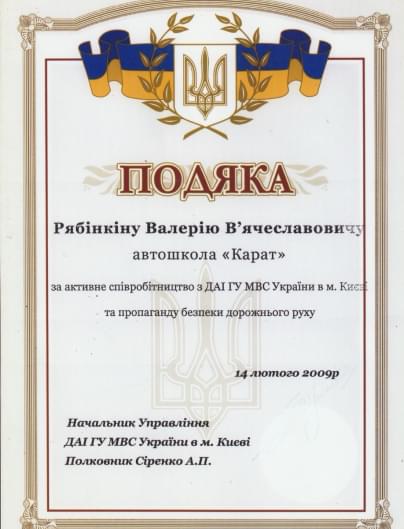 ПОДЯКА
Рябінкіну Валерію В'ячеславовичу
автошкола «Карат»
за активне співробітництво з ДАІ ГУ МВС України в м. Києві
та пропаганду безпеки дорожнього руху
14 лютого 2009р
Начальник Управління
ДАІ ГУ МВС України в м. Києві
Полковник Сіренко А.П.